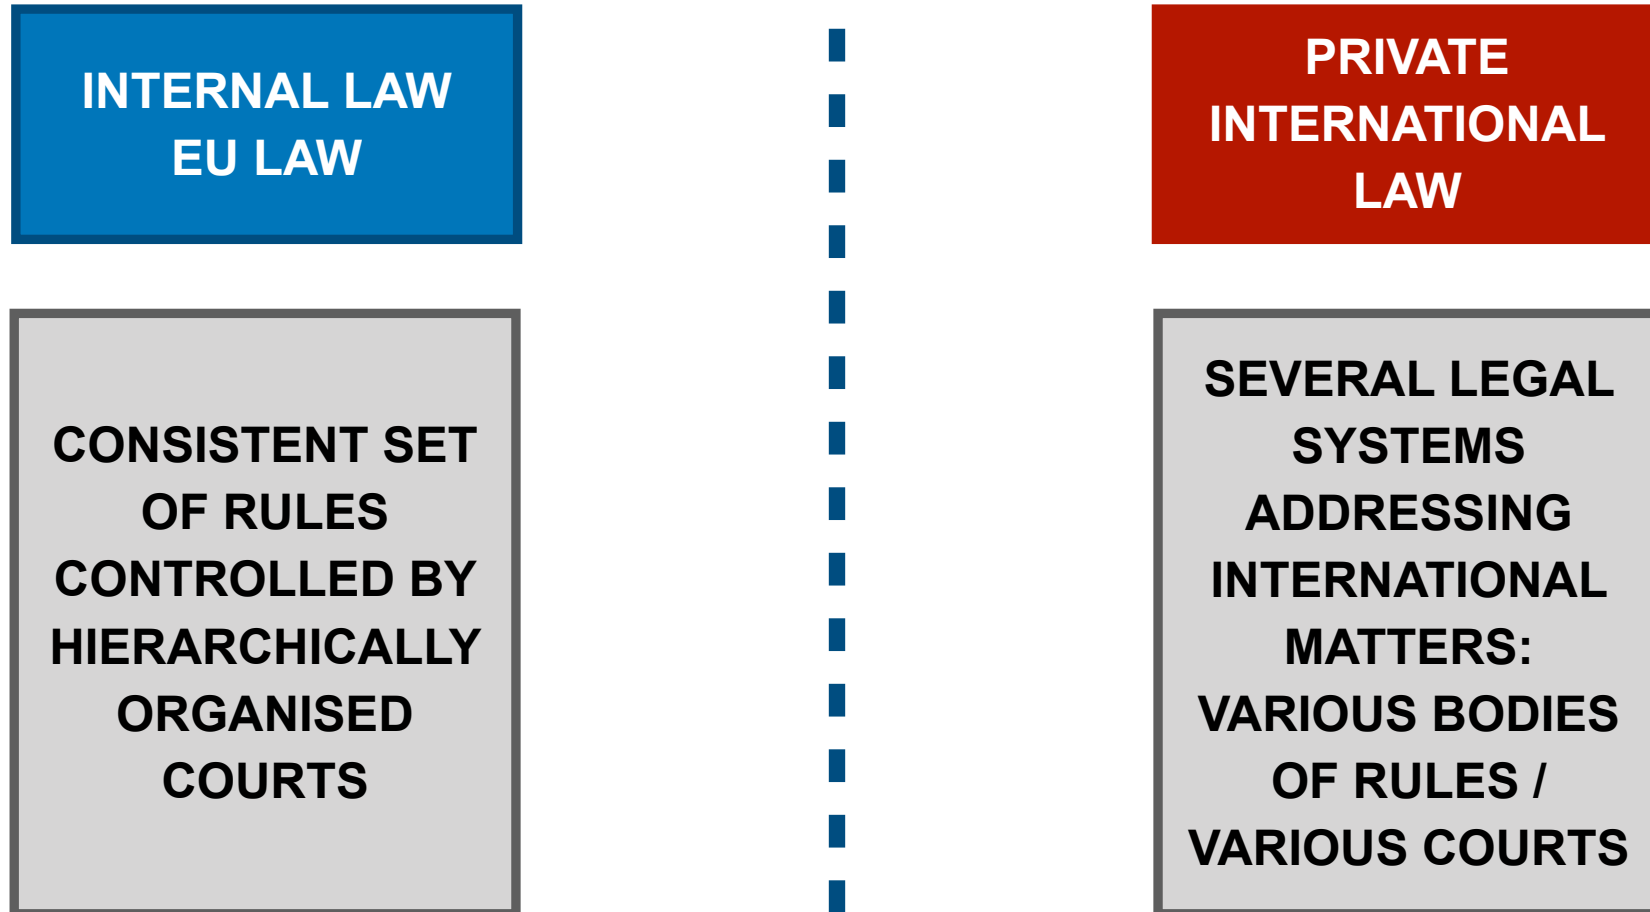 INTERNAL LAW
EU LAW
PRIVATE
INTERNATIONAL
LAW
CONSISTENT SET
OF RULES
CONTROLLED BY
HIERARCHICALLY
ORGANISED
COURTS
SEVERAL LEGAL
SYSTEMS
ADDRESSING
INTERNATIONAL
MATTERS:
VARIOUS BODIES
OF RULES /
VARIOUS COURTS